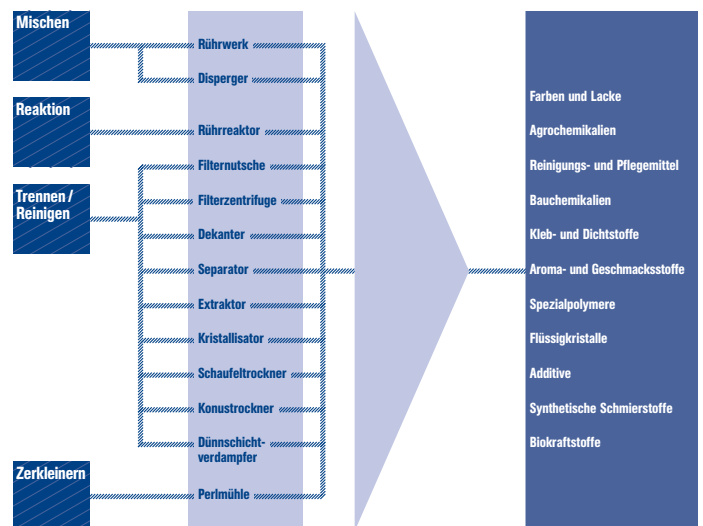 Mischen
Reaktion
Trennen /
Reinigen
Zerkleinern
Rührwerk
Disperger
Rührreaktor
Filternutsche
Filterzentrifuge
Dekanter
Separator
Extraktor
Kristallisator
Schaufeltrockner
Konustrockner
Dünnschicht-
verdampfer
Perlmühle
Farben und Lacke
Agrochemikalien
Reinigungs- und Pflegemittel
Bauchemikalien
Kleb- und Dichtstoffe
Aroma- und Geschmacksstoffe
Spezialpolymere
Flüssigkristalle
Additive
Synthetische Schmierstoffe
Biokraftstoffe